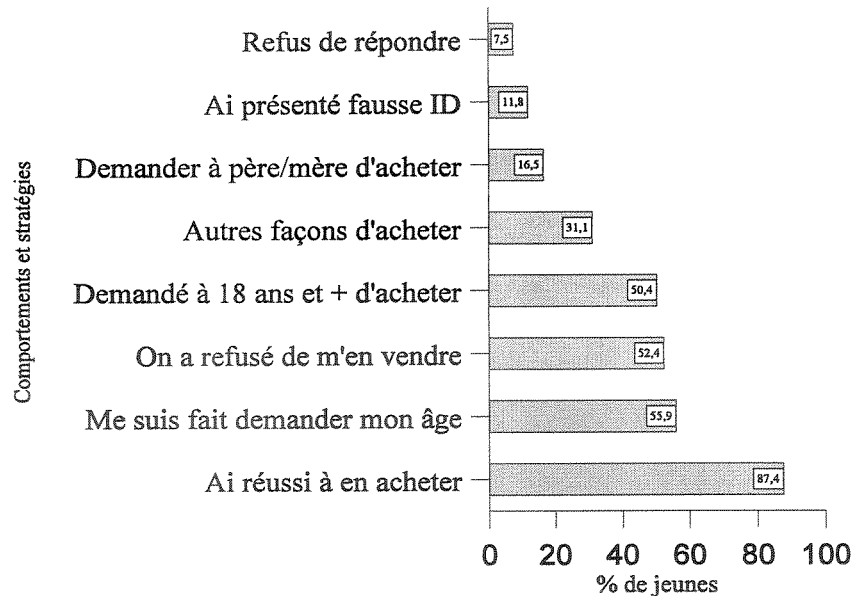 Comportements et stratégies
Refus de répondre 7,5
Ai présenté fausse ID 11,8
Demander à père/mère d'acheter 16,5
Autres façons d'acheter 31,1
Demandé à 18 ans et + d'acheter 50,4
On a refusé de m'en vendre 52,4
Me suis fait demander mon âge 55,9
Ai réussi à en acheter 87,4
0 20 40 60 80 100
% de jeunes